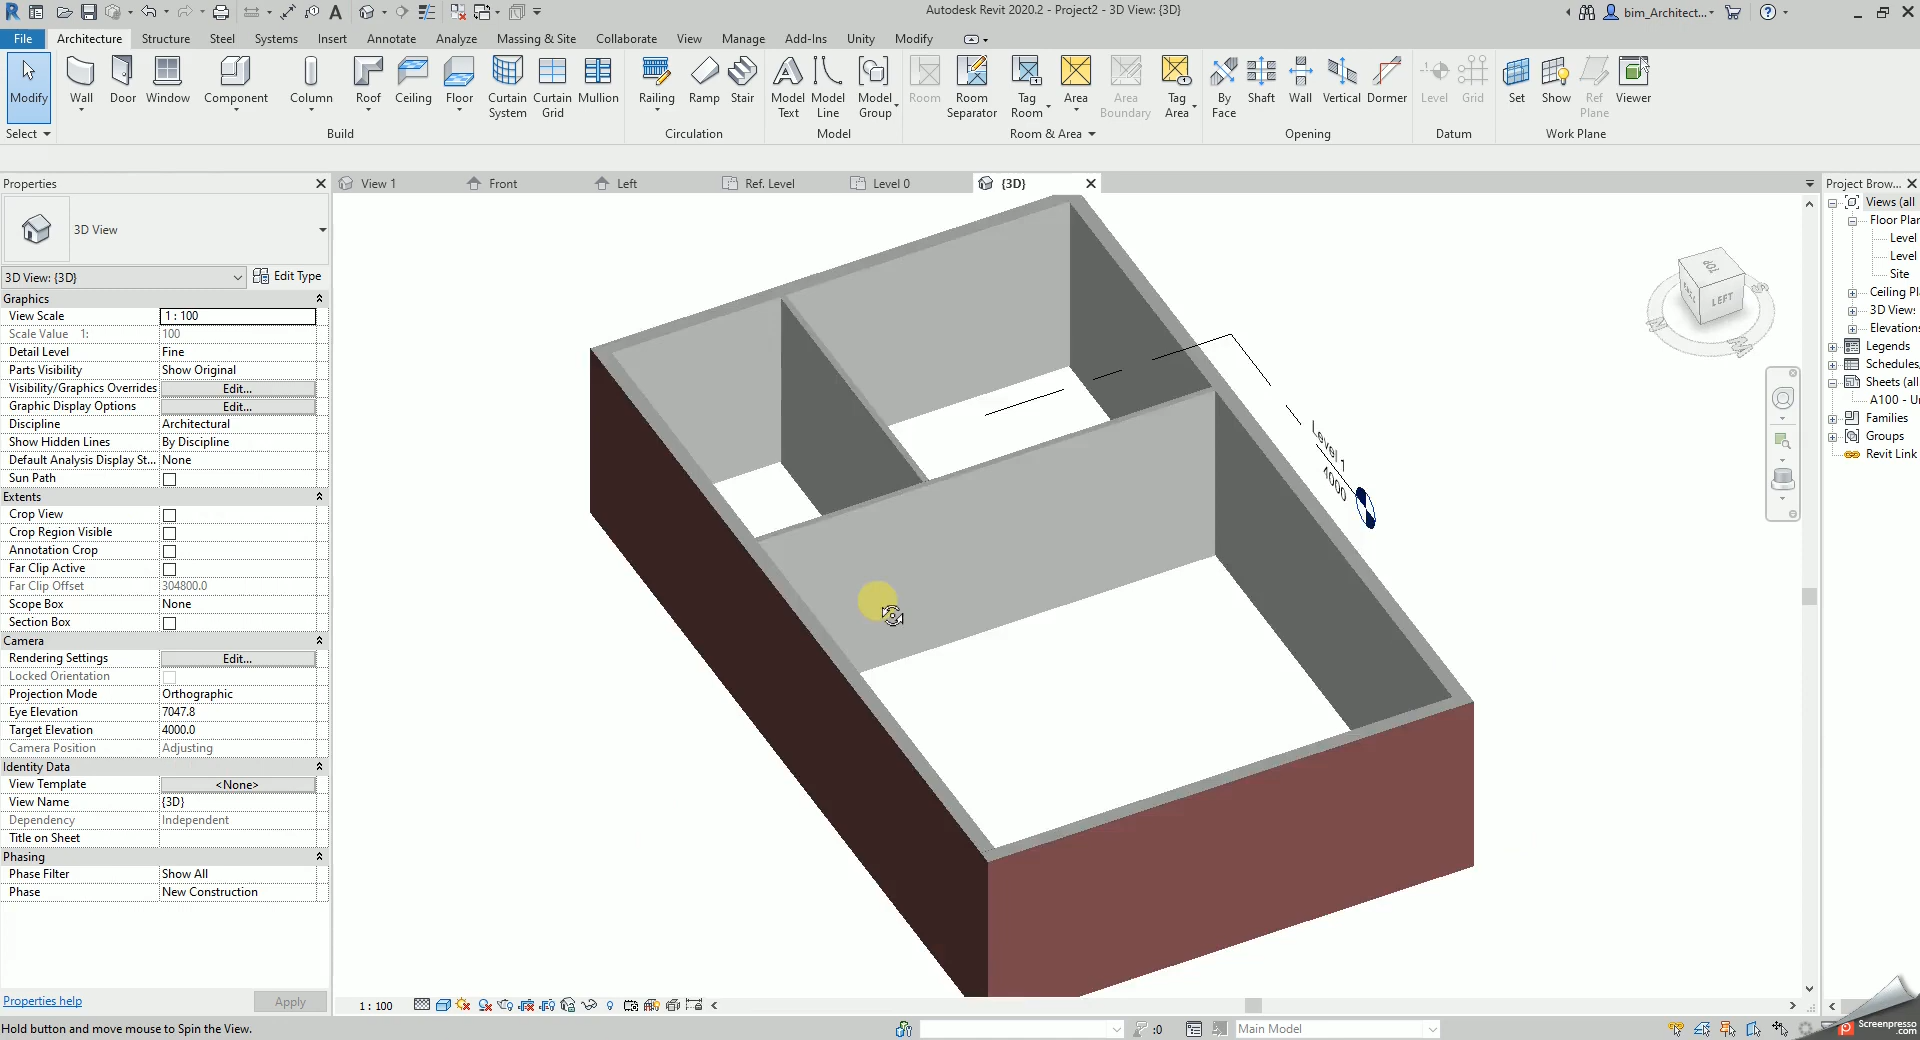 Autodesk Revit 2020.2 - Project2 - 3D View: {3D}
bim_Architect...
File Architecture Structure Steel Systems Insert Annotate Analyze Massing & Site Collaborate View Manage Add-Ins Unity Modify
Modify Wall Door Window Component Column Roof Ceiling Floor Curtain System Curtain Grid Mullion Railing Ramp Stair Model Text Model Line Model Group Room Room Separator Tag Room Area Area Boundary Tag Area By Face Shaft Wall Vertical Dormer Level Grid Set Show Ref Plane Viewer
Select Build Circulation Model Room & Area Opening Datum Work Plane
Properties
View 1 Front Left Ref. Level Level 0 {3D}
Project Brow...
3D View
3D View: {3D} Edit Type
Graphics
View Scale 1 : 100
Scale Value 1: 100
Detail Level Fine
Parts Visibility Show Original
Visibility/Graphics Overrides Edit...
Graphic Display Options Edit...
Discipline Architectural
Show Hidden Lines By Discipline
Default Analysis Display St... None
Sun Path
Extents
Crop View
Crop Region Visible
Annotation Crop
Far Clip Active
Far Clip Offset 304800.0
Scope Box None
Section Box
Camera
Rendering Settings Edit...
Locked Orientation
Projection Mode Orthographic
Eye Elevation 7047.8
Target Elevation 4000.0
Camera Position Adjusting
Identity Data
View Template <None>
View Name {3D}
Dependency Independent
Title on Sheet
Phasing
Phase Filter Show All
Phase New Construction
Properties help Apply
Level 1
4000
TOP
LEFT
Views (all
Floor Plan
Level
Level
Site
Ceiling Pl
3D Views
Elevations
Legends
Schedules
Sheets (all
A100 - Un
Families
Groups
Revit Link
1 : 100
Hold button and move mouse to Spin the View.
:0
Main Model
Screenpresso
.com